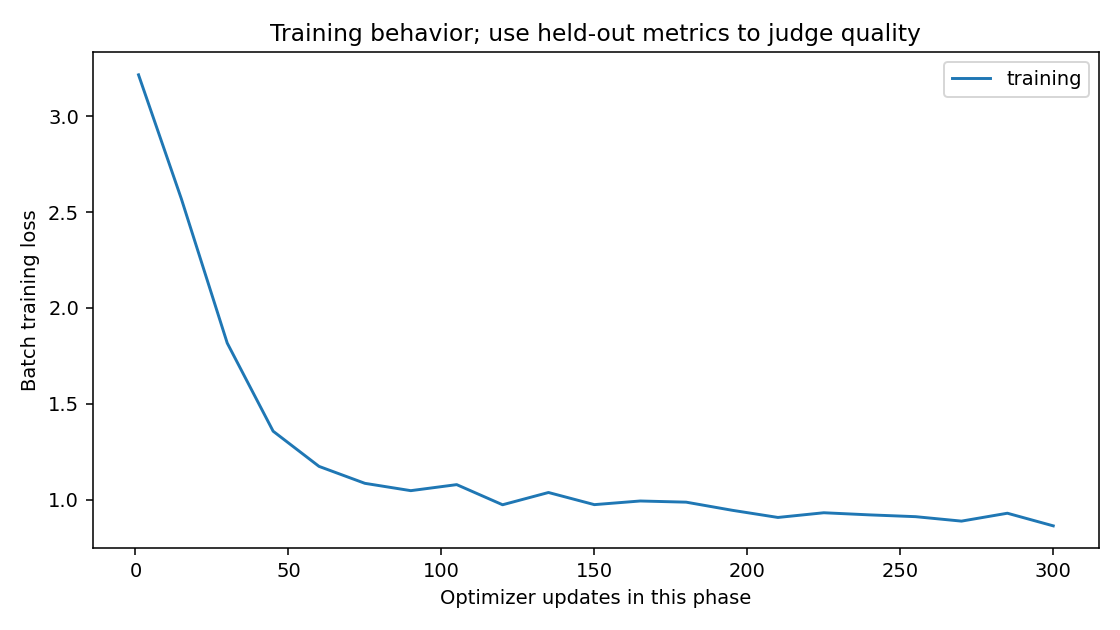 Training behavior; use held-out metrics to judge quality
training
3.0
2.5
2.0
1.5
1.0
Batch training loss
0 50 100 150 200 250 300
Optimizer updates in this phase